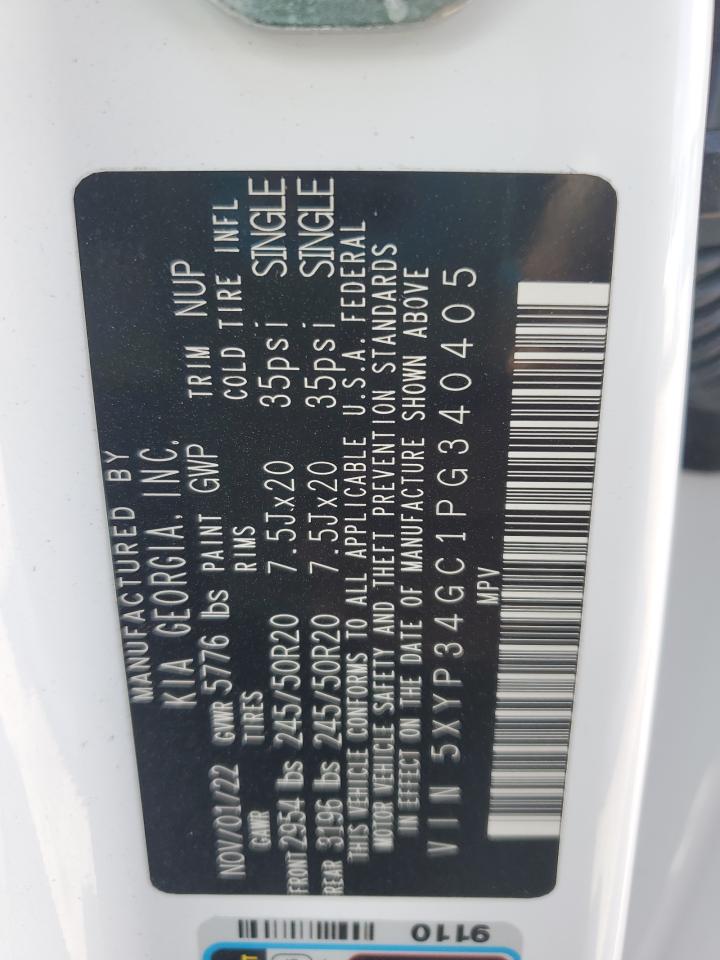 MANUFACTURED BY
KIA GEORGIA, INC.
NOV/01/22 GVWR 5776 lbs PAINT GWP TRIM NUP
GAWR TIRES RIMS COLD TIRE INFL
FRONT 2954 lbs 245/50R20 7.5Jx20 35psi SINGLE
REAR 3196 lbs 245/50R20 7.5Jx20 35psi SINGLE
THIS VEHICLE CONFORMS TO ALL APPLICABLE U.S.A. FEDERAL
MOTOR VEHICLE SAFETY AND THEFT PREVENTION STANDARDS
IN EFFECT ON THE DATE OF MANUFACTURE SHOWN ABOVE
VIN 5XYP34GC1PG340405
MPV
9110